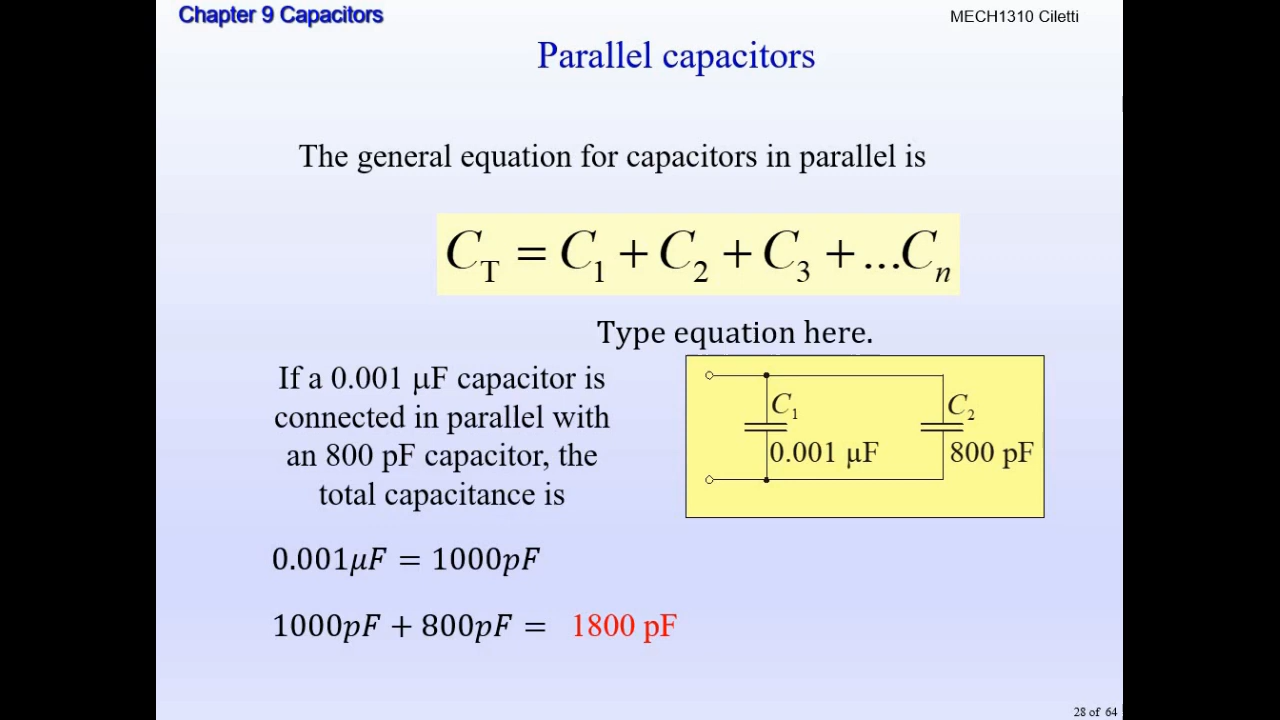 Chapter 9 Capacitors
MECH1310 Ciletti
Parallel capacitors
The general equation for capacitors in parallel is
C_T = C_1 + C_2 + C_3 + ...C_n
Type equation here.
If a 0.001 μF capacitor is
connected in parallel with
an 800 pF capacitor, the
total capacitance is
C_1
C_2
0.001 μF
800 pF
0.001μF = 1000pF
1000pF + 800pF = 1800 pF
28 of 64